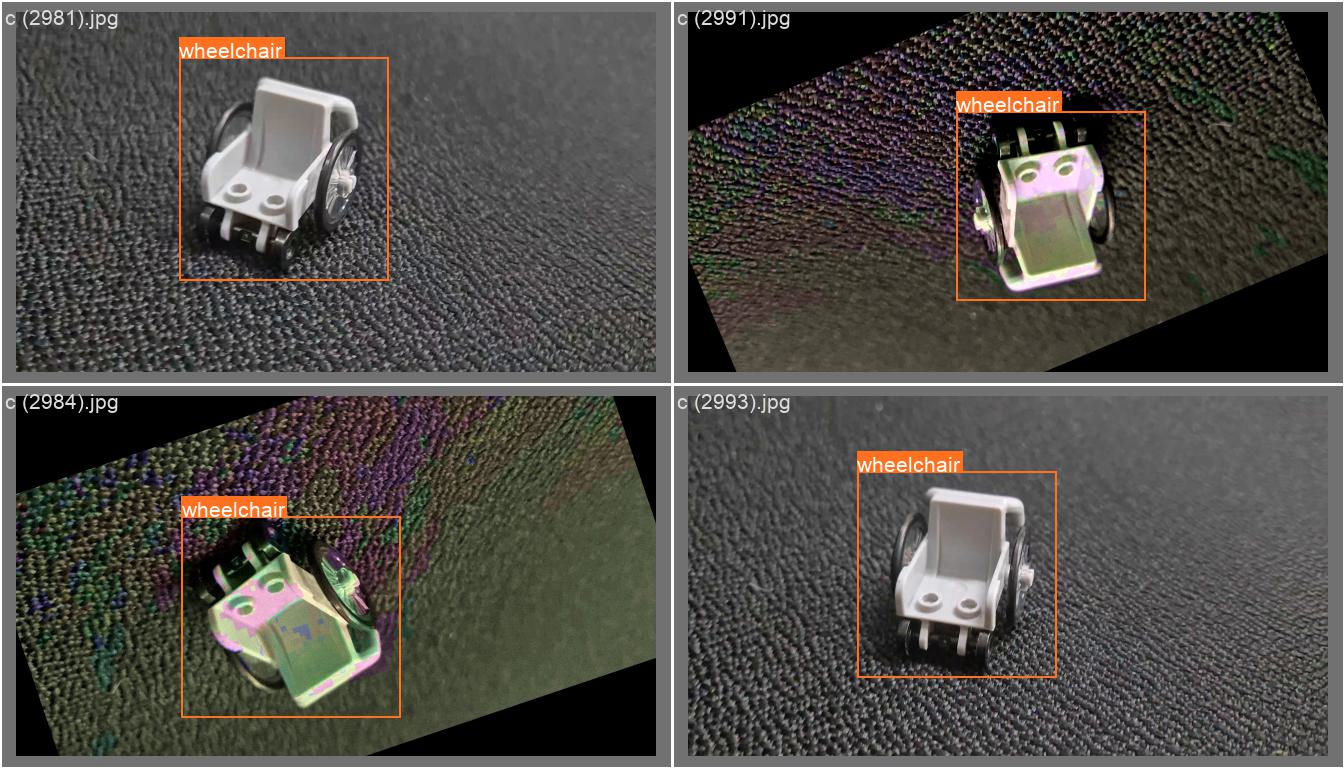 c (2981).jpg
wheelchair
c (2991).jpg
wheelchair
c (2984).jpg
wheelchair
c (2993).jpg
wheelchair